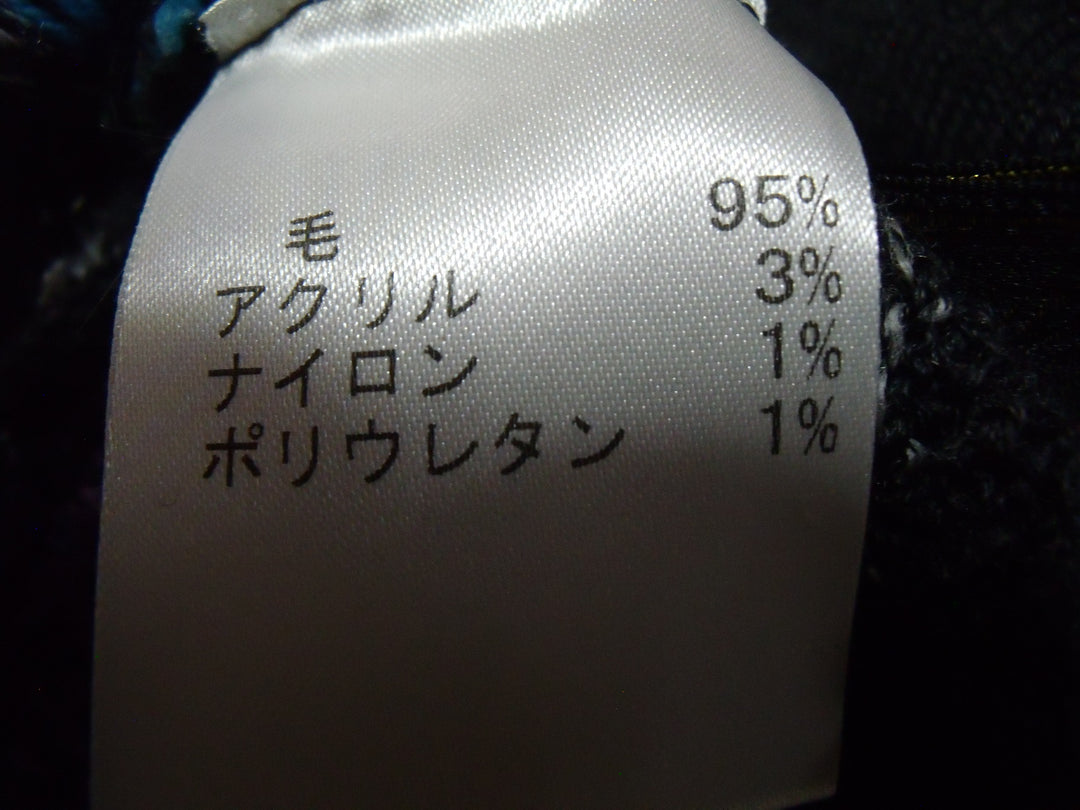 毛 95%
アクリル 3%
ナイロン 1%
ポリウレタン 1%